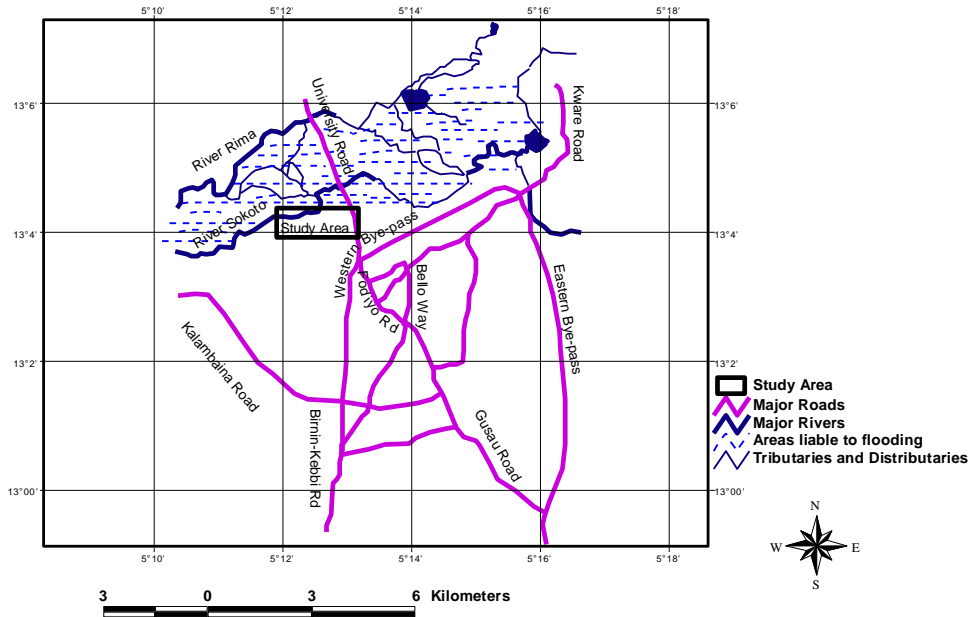 5°10' 5°12' 5°14' 5°16' 5°18'
13°6' 13°6'
University Road
Kware Road
River Rima
River Sokoto
Study Area
13°4' 13°4'
Western Bye-pass
Fodiyo Rd
Bello Way
Eastern Bye-pass
Kalambaina Road
13°2' 13°2'
Birnin-Kebbi Rd
Gusau Road
13°00' 13°00'
5°10' 5°12' 5°14' 5°16' 5°18'
Study Area
Major Roads
Major Rivers
Areas liable to flooding
Tributaries and Distributaries
N
W E
S
3 0 3 6 Kilometers